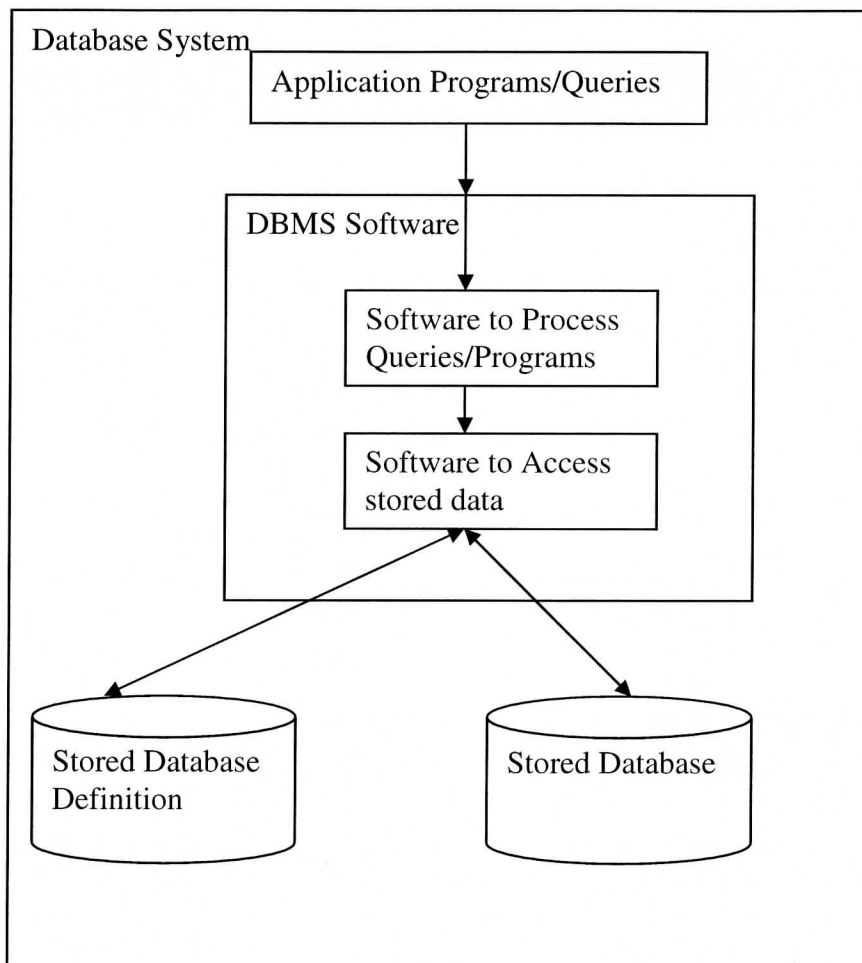 Database System
Application Programs/Queries
DBMS Software
Software to Process
Queries/Programs
Software to Access
stored data
Stored Database
Definition
Stored Database